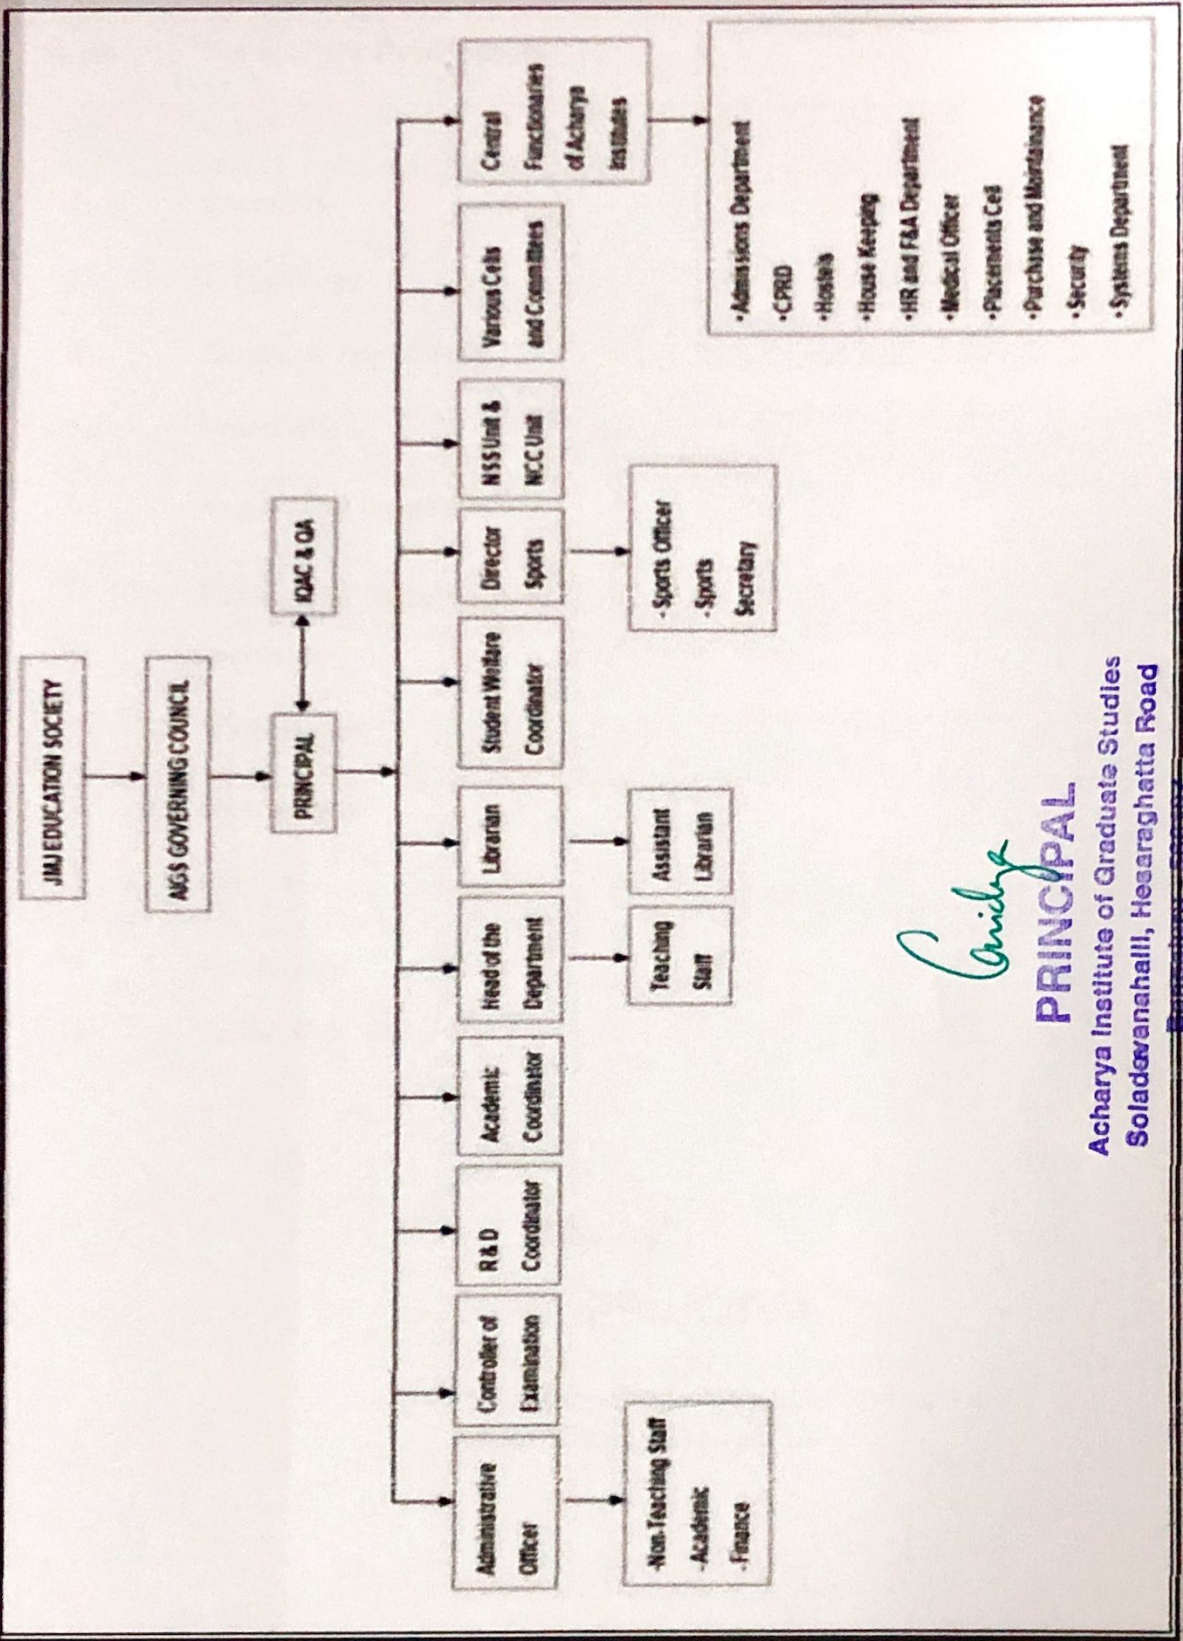 JMJ EDUCATION SOCIETY
AIGS GOVERNING COUNCIL
PRINCIPAL
IQAC & QA
Administrative
Officer
Controller of
Examination
R & D
Coordinator
Academic
Coordinator
Head of the
Department
Librarian
Student Welfare
Coordinator
Director
Sports
NSS Unit &
NCC Unit
Various Cells
and Committees
Central
Functionaries
of Acharya
Institutes
-Non-Teaching Staff
-Academic
-Finance
Teaching
Staff
Assistant
Librarian
- Sports Officer
- Sports
Secretary
• Admissions Department
• CPRD
• Hostels
• House Keeping
• HR and F&A Department
• Medical Officer
• Placements Cell
• Purchase and Maintainance
• Security
• Systems Department
PRINCIPAL
Acharya Institute of Graduate Studies
Soladevanahalli, Hesaraghatta Road